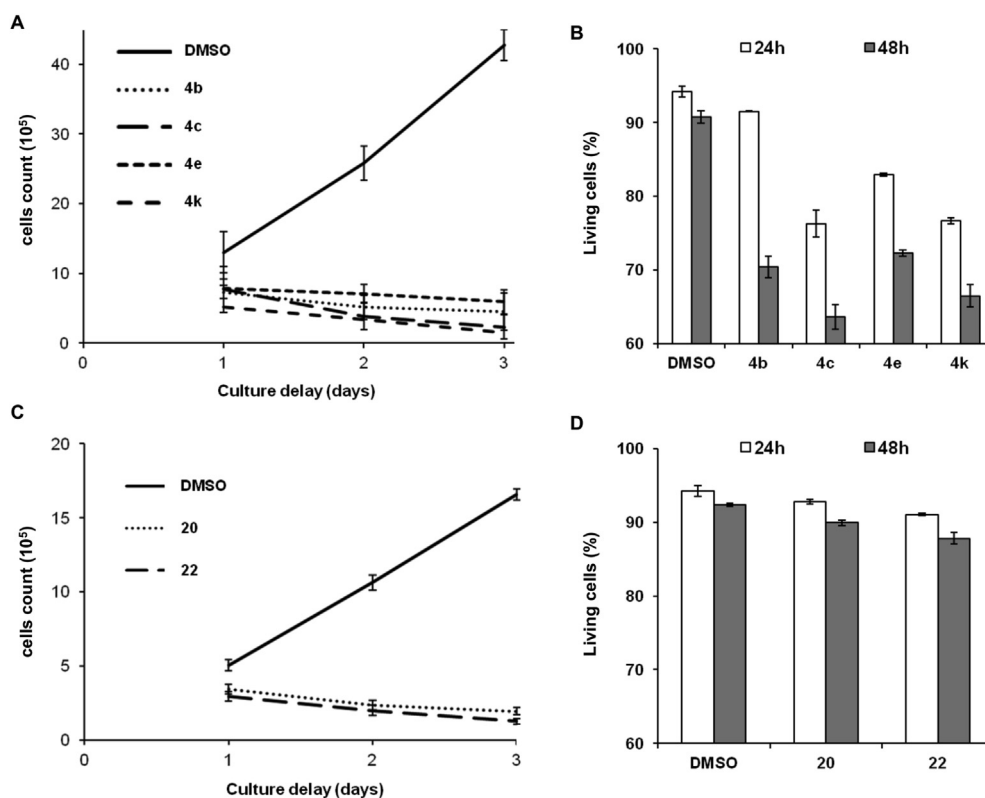 A
cells count (10⁵)
40
30
20
10
0
DMSO
4b
4c
4e
4k
0 1 2 3
Culture delay (days)
B
Living cells (%)
100
90
80
70
60
24h 48h
DMSO 4b 4c 4e 4k
C
cells count (10⁵)
20
15
10
5
0
DMSO
20
22
0 1 2 3
Culture delay (days)
D
Living cells (%)
100
90
80
70
60
24h 48h
DMSO 20 22